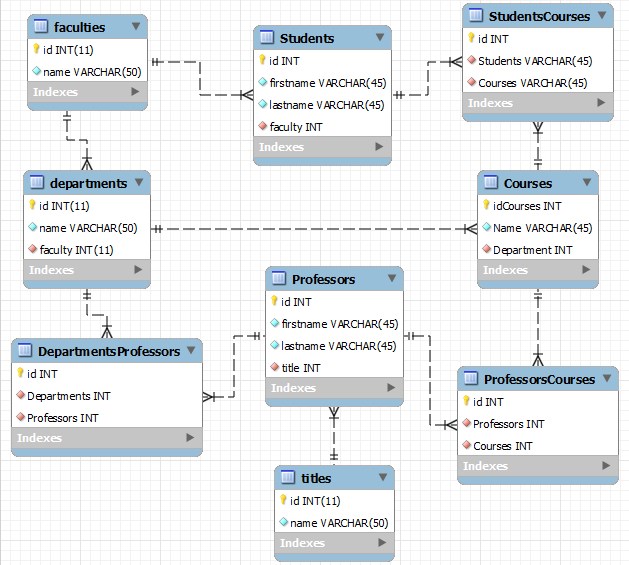 faculties
id INT(11)
name VARCHAR(50)
Indexes
Students
id INT
firstname VARCHAR(45)
lastname VARCHAR(45)
faculty INT
Indexes
StudentsCourses
id INT
Students VARCHAR(45)
Courses VARCHAR(45)
Indexes
departments
id INT(11)
name VARCHAR(50)
faculty INT(11)
Indexes
Courses
idCourses INT
Name VARCHAR(45)
Department INT
Indexes
Professors
id INT
firstname VARCHAR(45)
lastname VARCHAR(45)
title INT
Indexes
DepartmentsProfessors
id INT
Departments INT
Professors INT
Indexes
ProfessorsCourses
id INT
Professors INT
Courses INT
Indexes
titles
id INT(11)
name VARCHAR(50)
Indexes